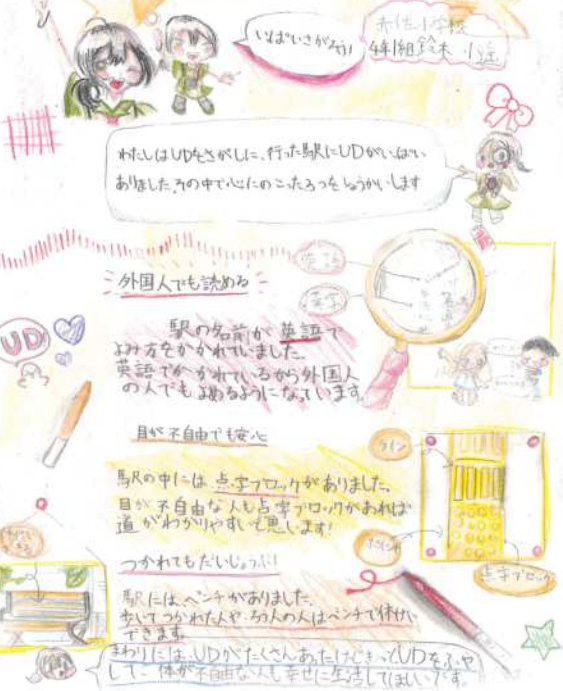 いっぱいさがそう!
赤佐小学校
4年1組 鈴木 小
わたしはUDをさがしに、行った駅にUDがいっぱい
ありました。その中で心にのこった3つをしょうかいします
英語
外国人でも読める
駅の名前が英語で
よみ方をかかれていました。
英語でかかれているから外国人
の人でもよめるようになっています
UD
目が不自由でも安心
ライン
駅の中には点字ブロックがありました。
目が不自由な人も点字ブロックがあれば
道がわかりやすいと思います!
点字ブロック
つかれてもだいじょうぶ!
駅には、ベンチがありました。
歩いてつかれた人や、ろう人の人はベンチで休けい
できます
まわりには、UDがたくさんあったけどもっとUDをふや
して、体が不自由な人も幸せに生活してほしいです。